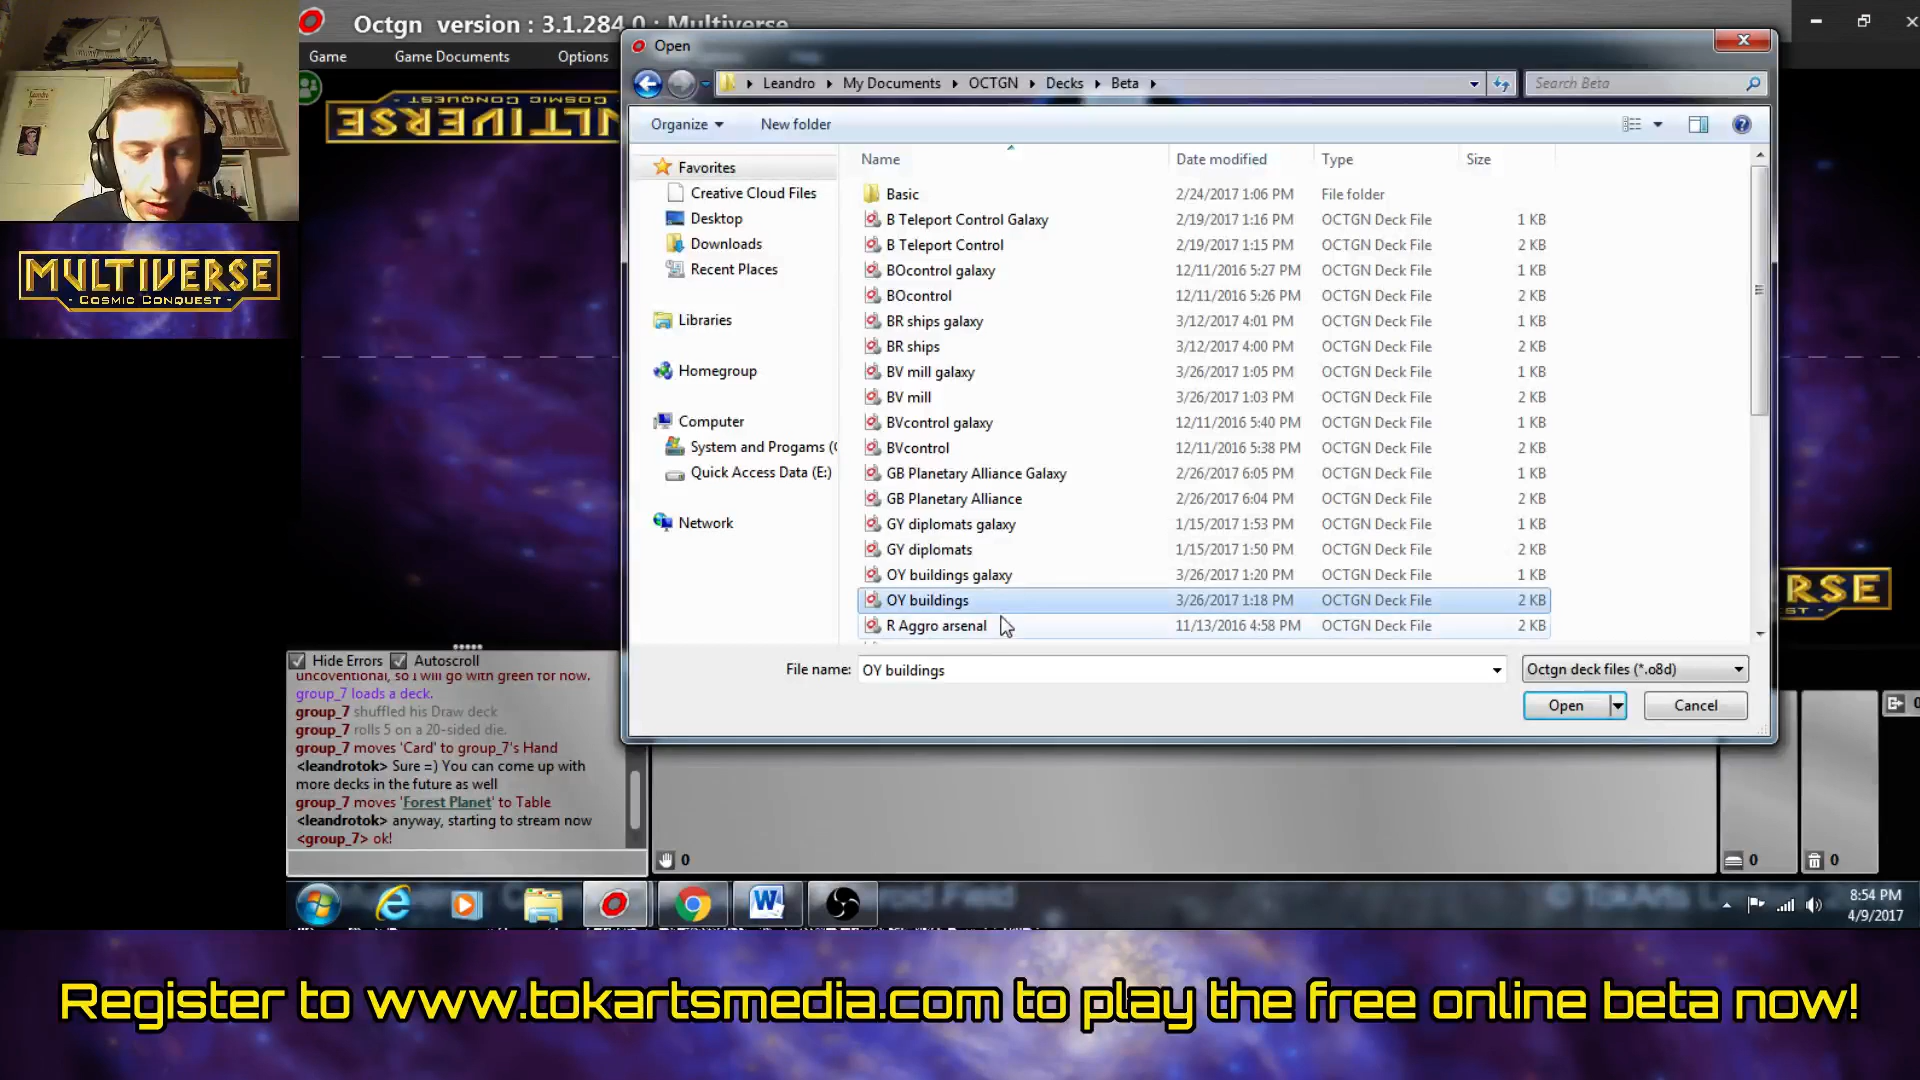 Octgn version : 3.1.284.0 : Multiverse
Game
Game Documents
Options
MULTIVERSE
MULTIVERSE
- COSMIC CONQUEST -
Open
Leandro
My Documents
OCTGN
Decks
Beta
Search Beta
Organize
New folder
Favorites
Creative Cloud Files
Desktop
Downloads
Recent Places
Libraries
Homegroup
Computer
System and Progams (
Quick Access Data (E:)
Network
Name Date modified Type Size
Basic 2/24/2017 1:06 PM File folder
B Teleport Control Galaxy 2/19/2017 1:16 PM OCTGN Deck File 1 KB
B Teleport Control 2/19/2017 1:15 PM OCTGN Deck File 2 KB
BOcontrol galaxy 12/11/2016 5:27 PM OCTGN Deck File 1 KB
BOcontrol 12/11/2016 5:26 PM OCTGN Deck File 2 KB
BR ships galaxy 3/12/2017 4:01 PM OCTGN Deck File 1 KB
BR ships 3/12/2017 4:00 PM OCTGN Deck File 2 KB
BV mill galaxy 3/26/2017 1:05 PM OCTGN Deck File 1 KB
BV mill 3/26/2017 1:03 PM OCTGN Deck File 2 KB
BVcontrol galaxy 12/11/2016 5:40 PM OCTGN Deck File 1 KB
BVcontrol 12/11/2016 5:38 PM OCTGN Deck File 2 KB
GB Planetary Alliance Galaxy 2/26/2017 6:05 PM OCTGN Deck File 1 KB
GB Planetary Alliance 2/26/2017 6:04 PM OCTGN Deck File 2 KB
GY diplomats galaxy 1/15/2017 1:53 PM OCTGN Deck File 1 KB
GY diplomats 1/15/2017 1:50 PM OCTGN Deck File 2 KB
OY buildings galaxy 3/26/2017 1:20 PM OCTGN Deck File 1 KB
OY buildings 3/26/2017 1:18 PM OCTGN Deck File 2 KB
R Aggro arsenal 11/13/2016 4:58 PM OCTGN Deck File 2 KB
File name: OY buildings
Octgn deck files (*.o8d)
Open
Cancel
RSE
Hide Errors Autoscroll
unconventional, so I will go with green for now.
group_7 loads a deck.
group_7 shuffled his Draw deck
group_7 rolls 5 on a 20-sided die.
group_7 moves 'Card' to group_7's Hand
<leandrotok> Sure =) You can come up with
more decks in the future as well
group_7 moves 'Forest Planet' to Table
<leandrotok> anyway, starting to stream now
<group_7> ok!
0
0
0
0
8:54 PM
4/9/2017
Register to www.tokartsmedia.com to play the free online beta now!